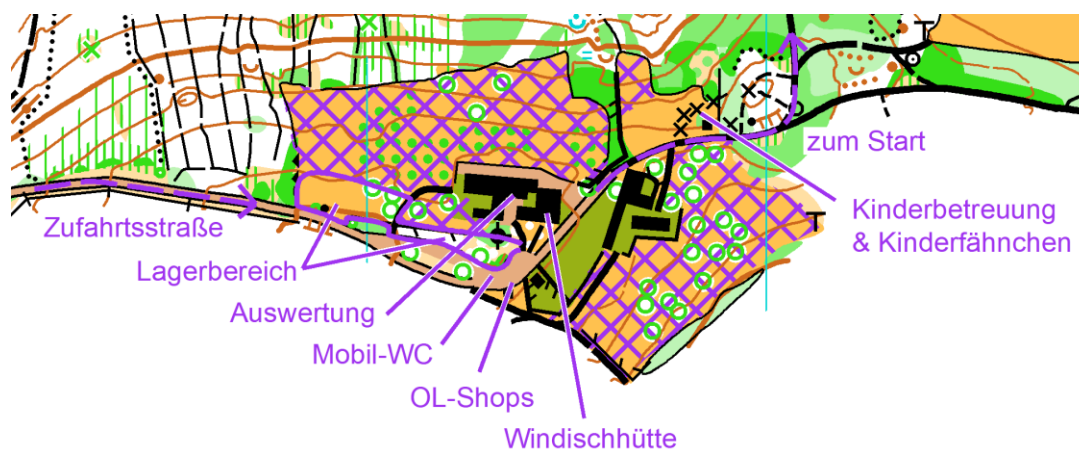 zum Start
Kinderbetreuung
& Kinderfähnchen
Zufahrtsstraße
Lagerbereich
Auswertung
Mobil-WC
OL-Shops
Windischhütte